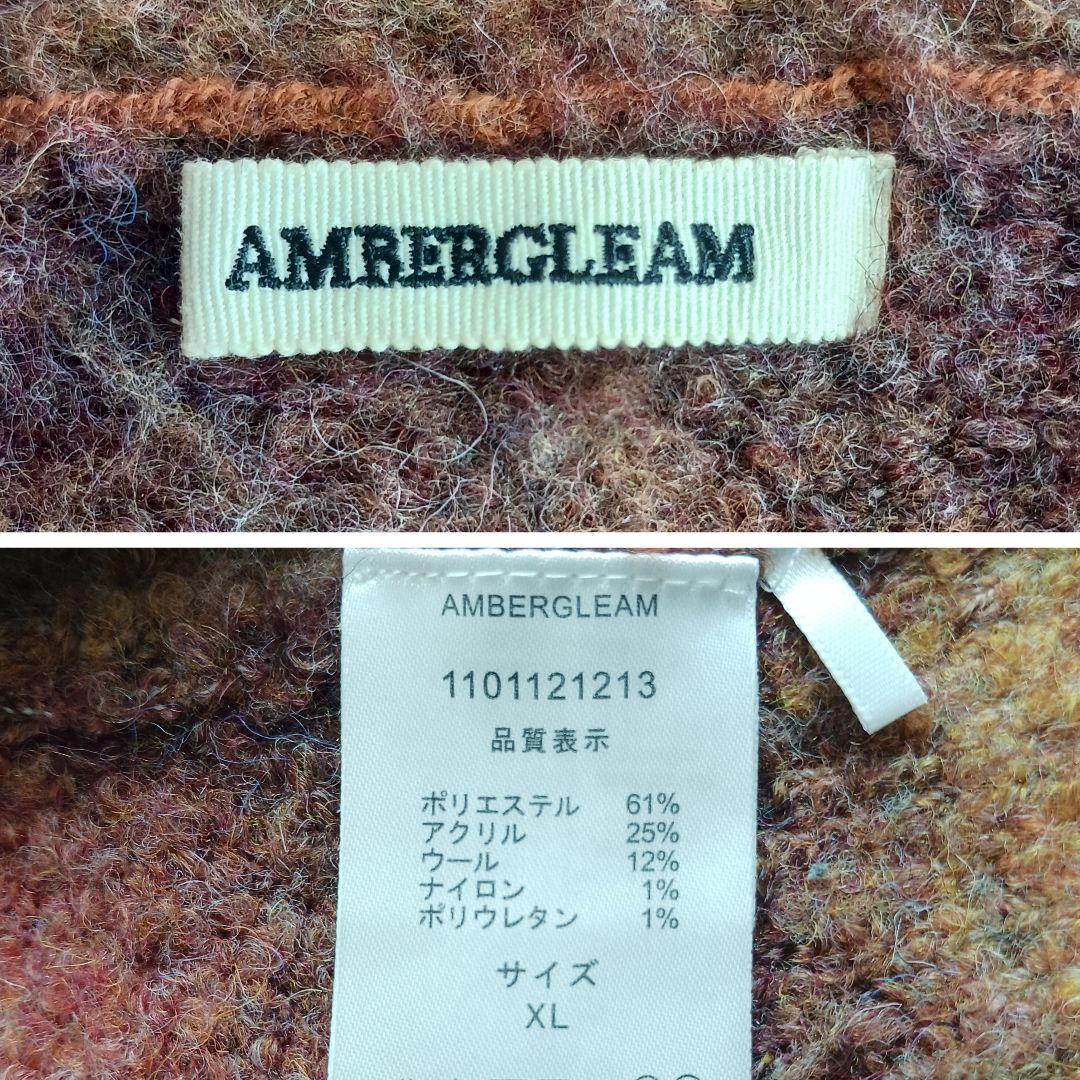 AMBERGLEAM
AMBERGLEAM
1101121213
品質表示
ポリエステル 61%
アクリル 25%
ウール 12%
ナイロン 1%
ポリウレタン 1%
サイズ
XL